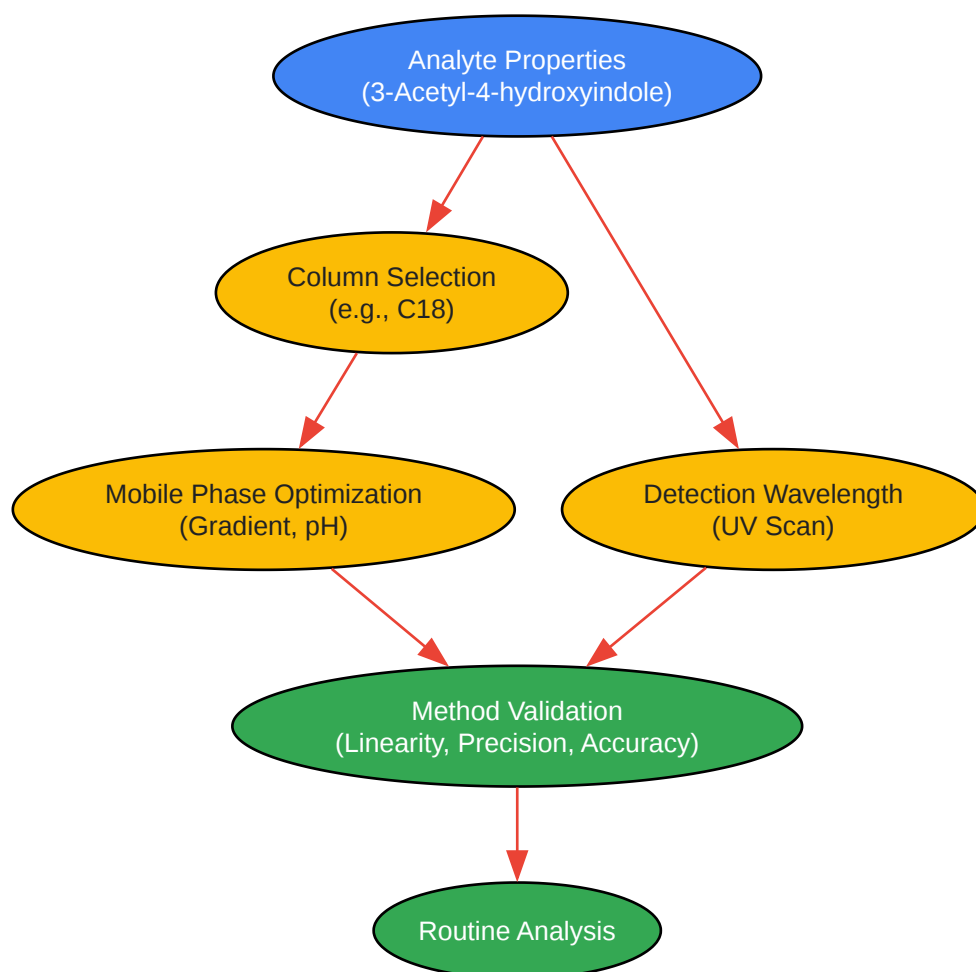 Analyte Properties
(3-Acetyl-4-hydroxyindole)
Column Selection
(e.g., C18)
Mobile Phase Optimization
(Gradient, pH)
Detection Wavelength
(UV Scan)
Method Validation
(Linearity, Precision, Accuracy)
Routine Analysis